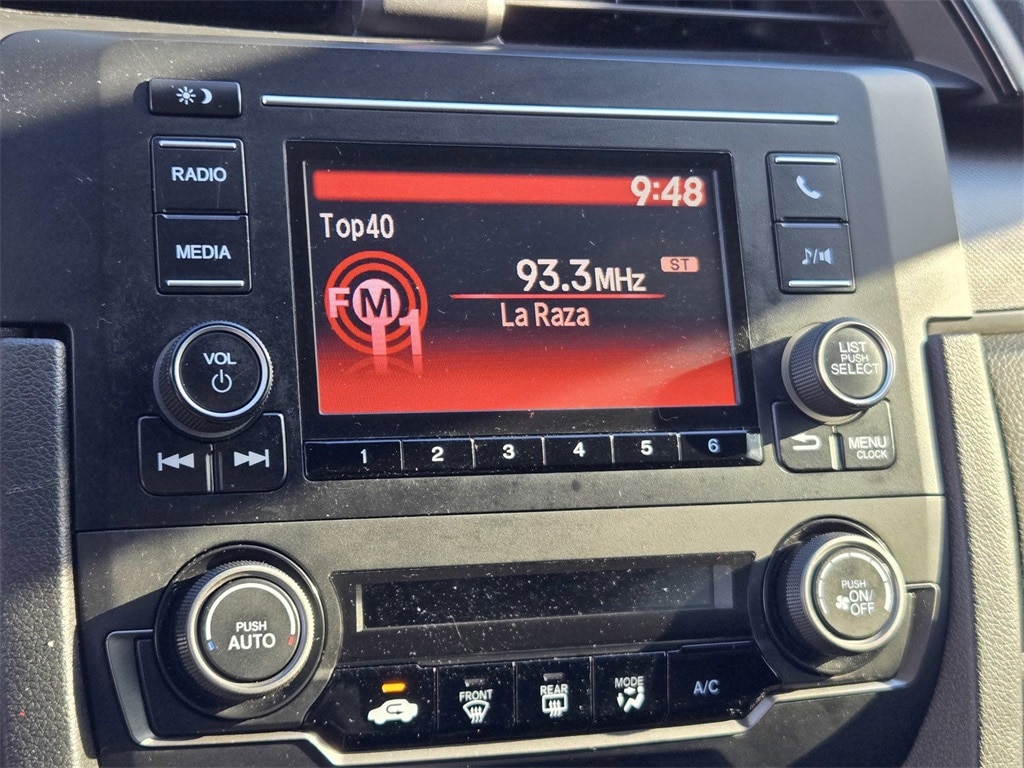 RADIO
MEDIA
VOL
9:48
Top40
FM1
93.3MHz
ST
La Raza
1 2 3 4 5 6
LIST
PUSH
SELECT
MENU
CLOCK
PUSH
AUTO
PUSH
ON/
OFF
FRONT
REAR
MODE
A/C